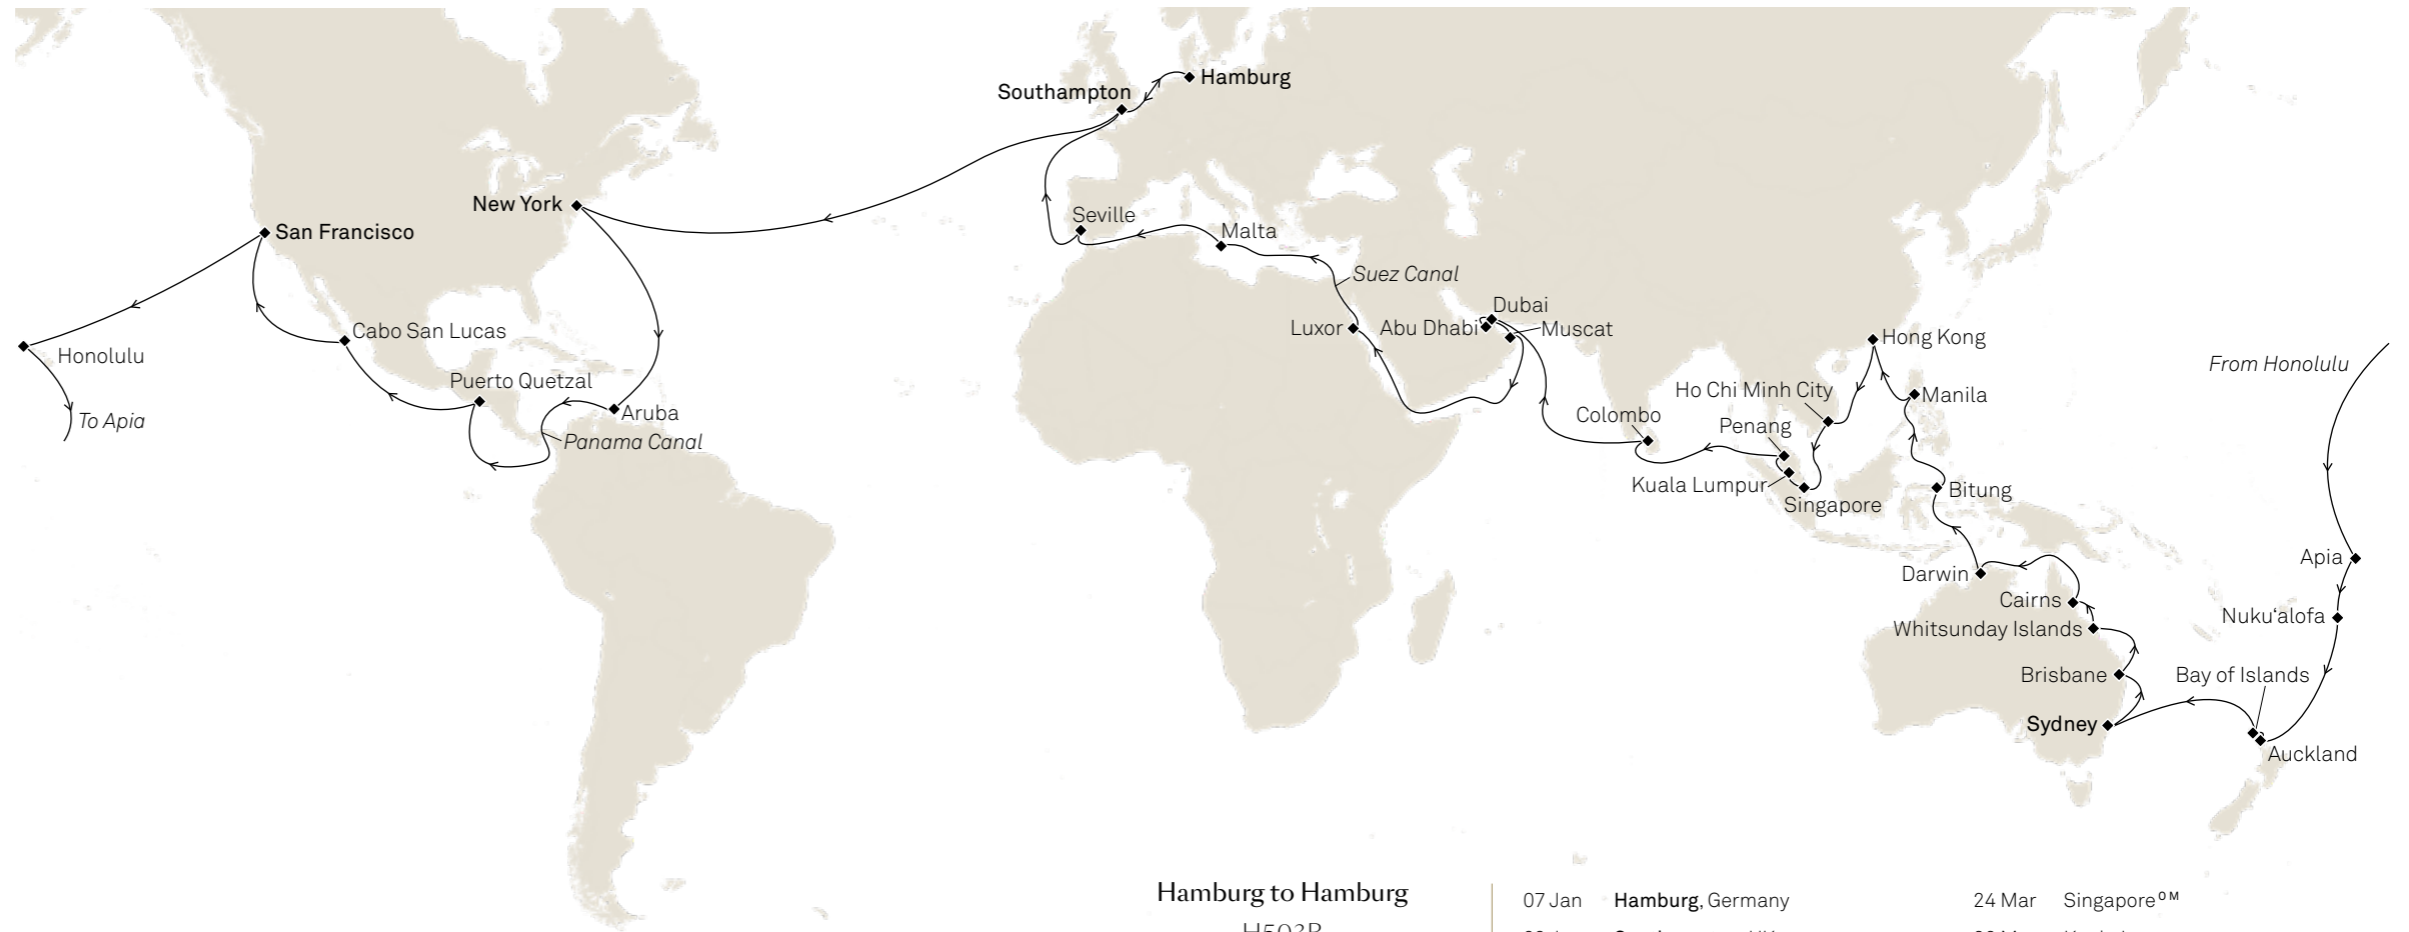 Hamburg
Southampton
New York
San Francisco
Seville
Malta
Suez Canal
Dubai
Luxor
Abu Dhabi
Muscat
Cabo San Lucas
Honolulu
Hong Kong
From Honolulu
Puerto Quetzal
Ho Chi Minh City
Manila
Aruba
To Apia
Colombo
Penang
Panama Canal
Kuala Lumpur
Bitung
Singapore
Apia
Darwin
Cairns
Nuku‘alofa
Whitsunday Islands
Brisbane
Bay of Islands
Sydney
Auckland
Hamburg to Hamburg
07 Jan Hamburg, Germany
24 Mar Singapore O M